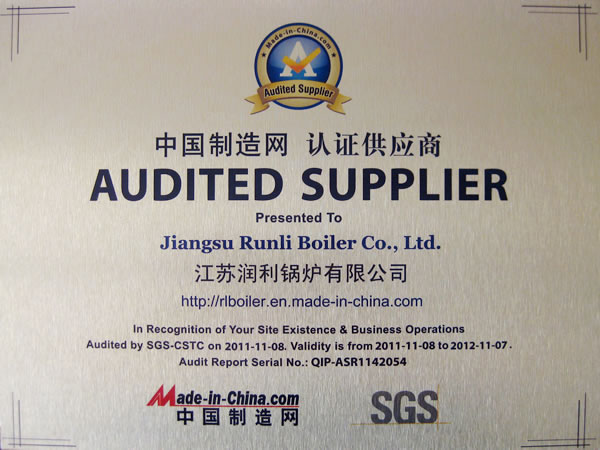 Made-in-China.com
A
Audited Supplier
中国制造网 认证供应商
AUDITED SUPPLIER
Presented To
Jiangsu Runli Boiler Co., Ltd.
江苏润利锅炉有限公司
http://rlboiler.en.made-in-china.com
In Recognition of Your Site Existence & Business Operations
Audited by SGS-CSTC on 2011-11-08. Validity is from 2011-11-08 to 2012-11-07.
Audit Report Serial No.: QIP-ASR1142054
Made-in-China.com
中国制造网
SGS